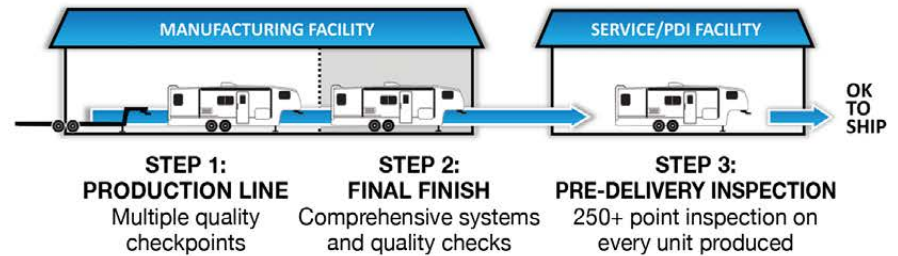 MANUFACTURING FACILITY
SERVICE/PDI FACILITY
OK
TO
SHIP
STEP 1:
PRODUCTION LINE
Multiple quality
checkpoints
STEP 2:
FINAL FINISH
Comprehensive systems
and quality checks
STEP 3:
PRE-DELIVERY INSPECTION
250+ point inspection on
every unit produced